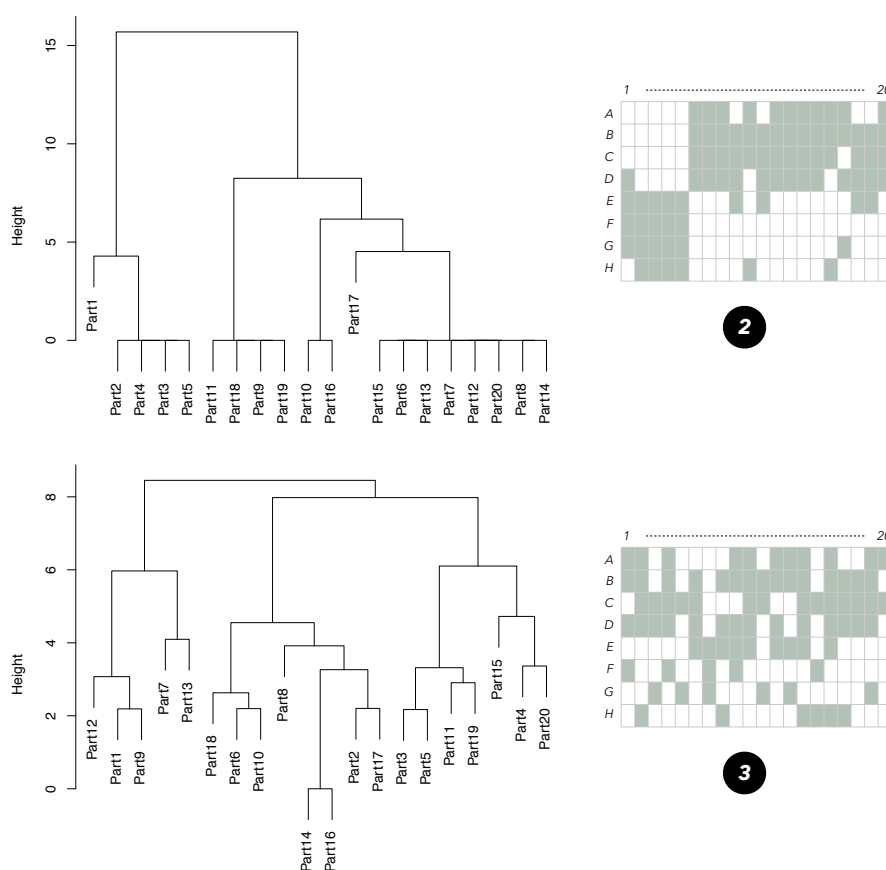 Height
15
10
5
0
Part1
Part17
Part2
Part4
Part3
Part5
Part11
Part18
Part9
Part19
Part10
Part16
Part15
Part6
Part13
Part7
Part12
Part20
Part8
Part14
1
A
B
C
D
E
F
G
H
2
Height
8
6
4
2
0
Part12
Part1
Part9
Part7
Part13
Part18
Part6
Part10
Part8
Part14
Part16
Part2
Part17
Part3
Part5
Part11
Part19
Part15
Part4
Part20
1
A
B
C
D
E
F
G
H
3